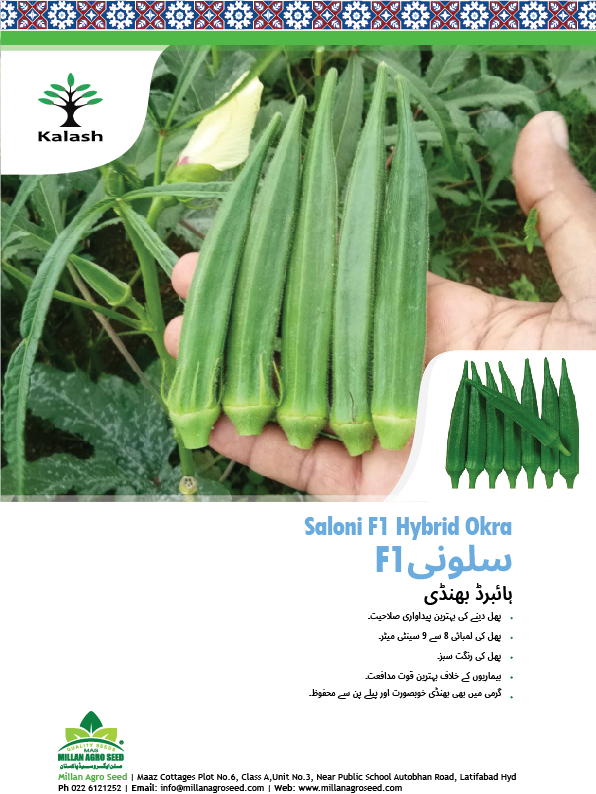 Kalash
Saloni F1 Hybrid Okra
سلونی F1
ہائبرڈ بھنڈی
• پھل دینے کی بہترین پیداواری صلاحیت۔
• پھل کی لمبائی 8 سے 9 سینٹی میٹر۔
• پھل کی رنگت سبز۔
• بیماریوں کے خلاف بہترین قوت مدافعت۔
• گرمی میں بھی بھنڈی خوبصورت اور پیلے پن سے محفوظ۔
QUALITY SEEDS
MAS
MILLAN AGRO SEED
Millan Agro Seed | Maaz Cottages Plot No.6, Class A,Unit No.3, Near Public School Autobhan Road, Latifabad Hyd
Ph 022 6121252 | Email: info@millanagroseed.com | Web: www.millanagroseed.com